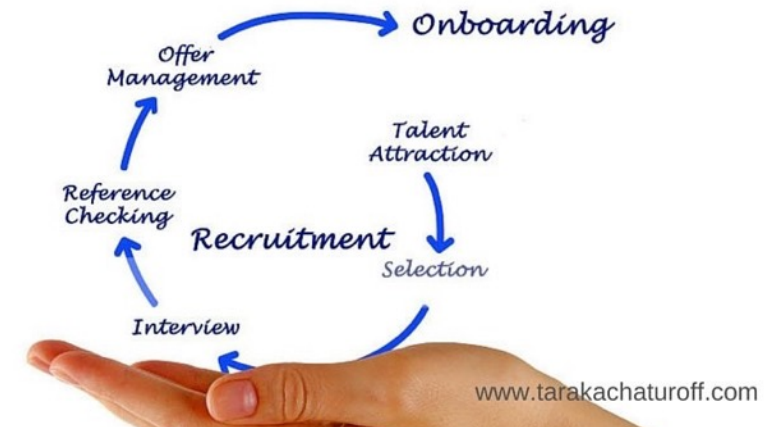 Onboarding
Offer
Management
Talent
Attraction
Reference
Checking
Recruitment
Selection
Interview
www.tarakachaturoff.com